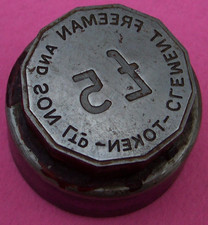 CLEMENT FREEMAN AND SON LTD -TOKEN-
£5